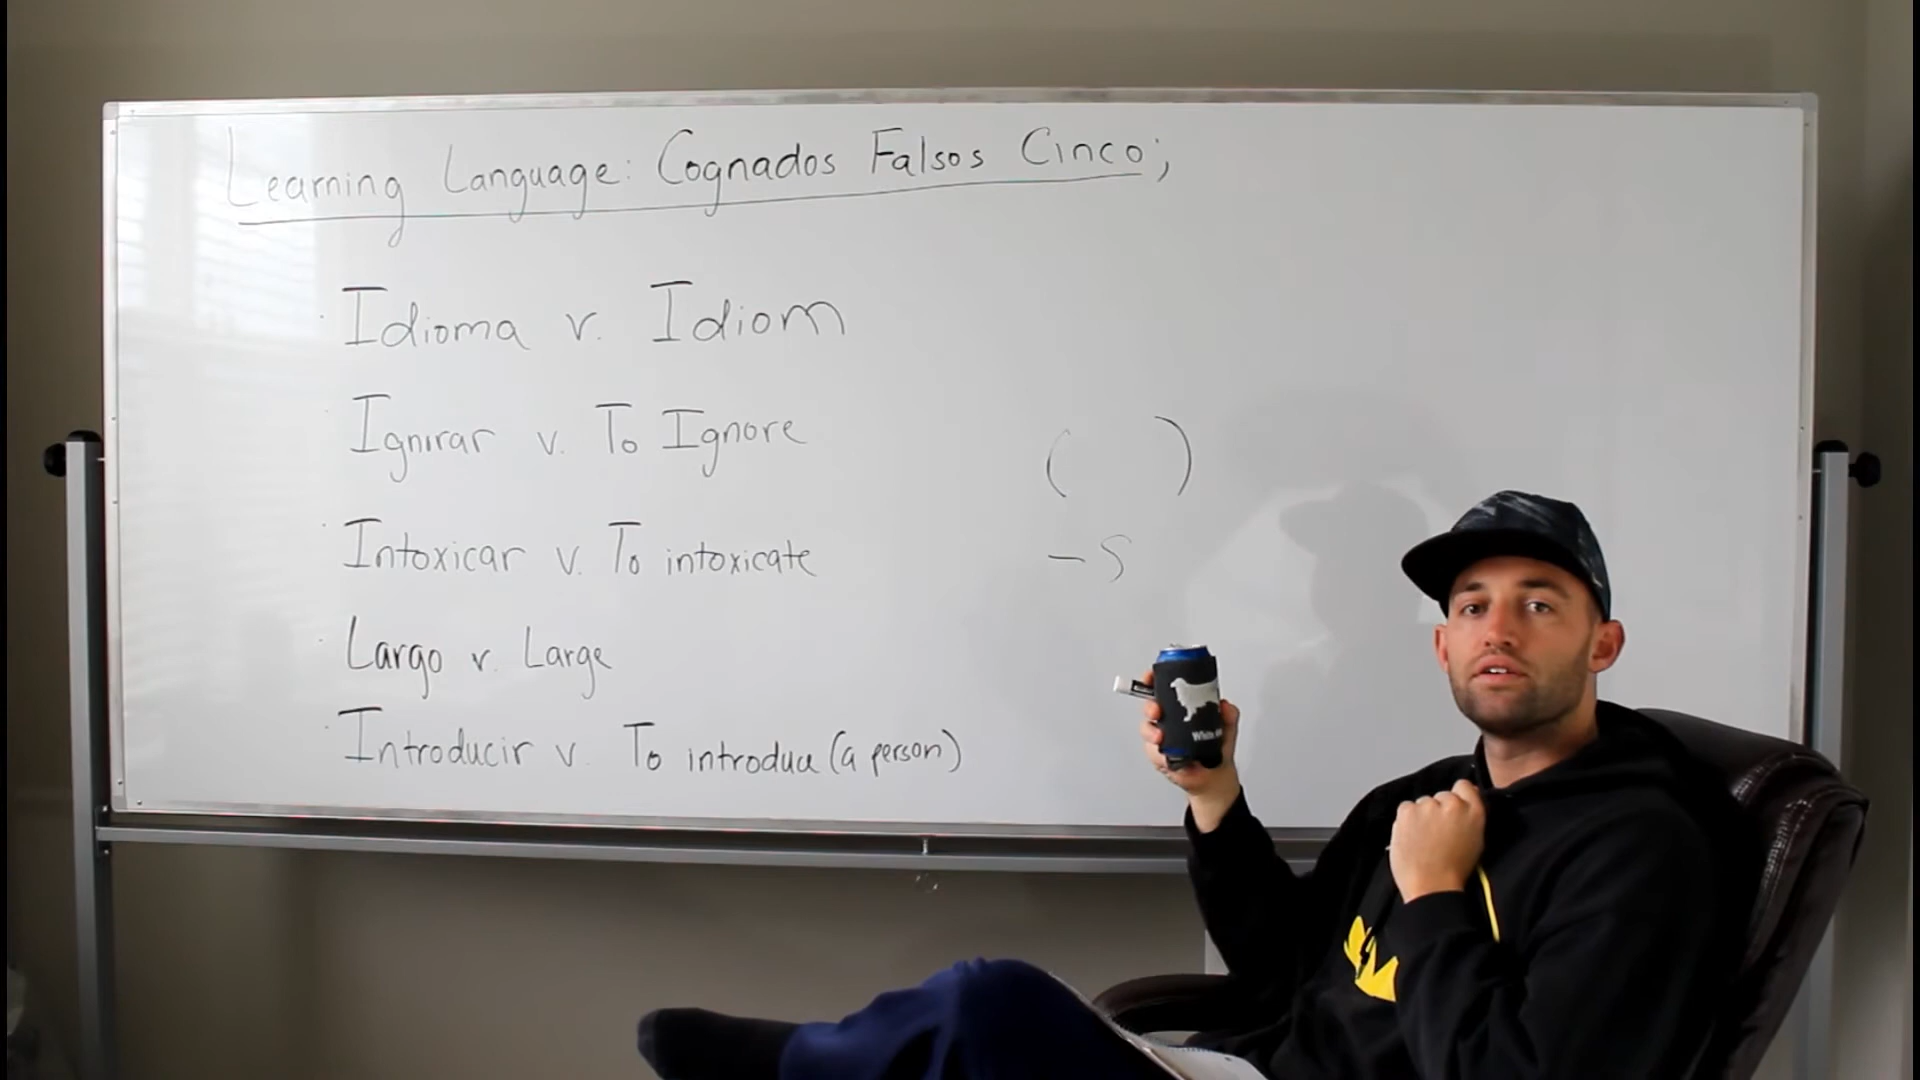 Learning Language: Cognados Falsos Cinco;
Idioma v. Idiom
Ignirar v. To Ignore
Intoxicar v. To intoxicate
Largo v. Large
Introducir v. To introduce (a person)
( )
- S
White